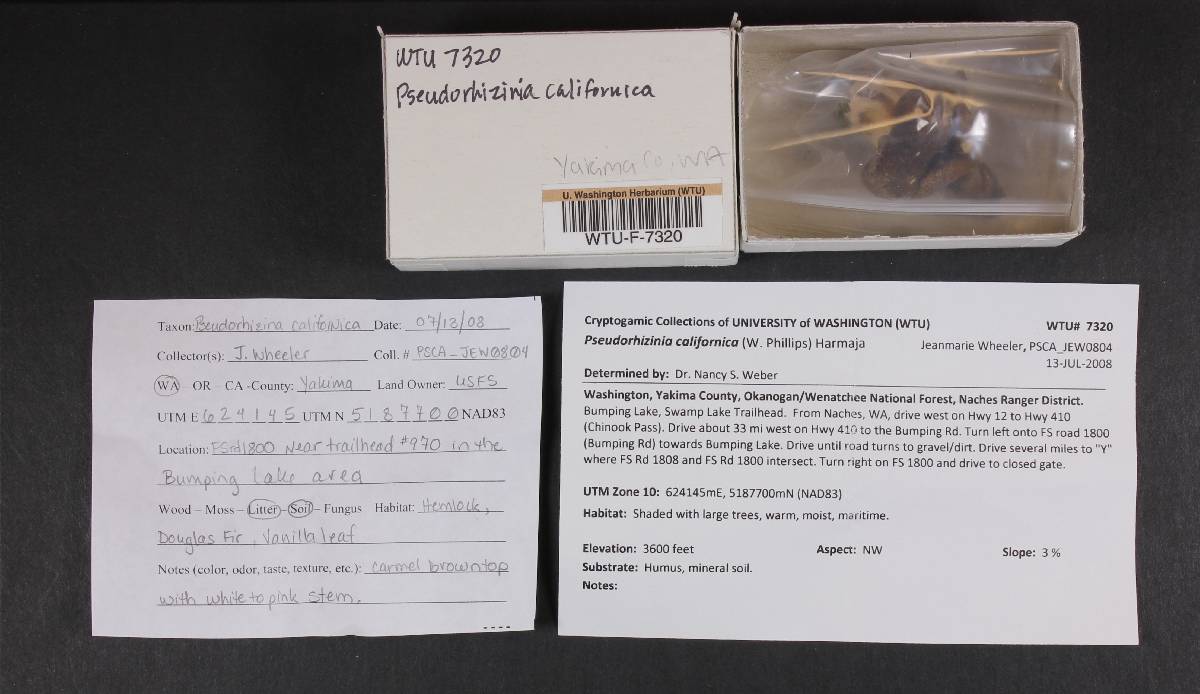 WTU 7320
Pseudorhizinia californica
Yakima Co, WA
U. Washington Herbarium (WTU)
WTU-F-7320
Taxon: Pseudorhizina califoinica Date: 07/13/08
Collector(s): J. Wheeler Coll. # PSCA-JEW0804
WA - OR - CA -County: Yakima Land Owner: USFS
UTM E 624145 UTM N 5187700 NAD83
Location: FSrd1800 Near trailhead #970 in the
Bumping Lake area
Wood – Moss – Litter – Soil – Fungus Habitat: Hemlock,
Douglas Fir, Vanilla leaf
Notes (color, odor, taste, texture, etc.): carmel brown top
with white to pink stem.
Cryptogamic Collections of UNIVERSITY of WASHINGTON (WTU) WTU# 7320
Pseudorhizinia californica (W. Phillips) Harmaja Jeanmarie Wheeler, PSCA_JEW0804
13-JUL-2008
Determined by: Dr. Nancy S. Weber
Washington, Yakima County, Okanogan/Wenatchee National Forest, Naches Ranger District.
Bumping Lake, Swamp Lake Trailhead. From Naches, WA, drive west on Hwy 12 to Hwy 410
(Chinook Pass). Drive about 33 mi west on Hwy 410 to the Bumping Rd. Turn left onto FS road 1800
(Bumping Rd) towards Bumping Lake. Drive until road turns to gravel/dirt. Drive several miles to "Y"
where FS Rd 1808 and FS Rd 1800 intersect. Turn right on FS 1800 and drive to closed gate.
UTM Zone 10: 624145mE, 5187700mN (NAD83)
Habitat: Shaded with large trees, warm, moist, maritime.
Elevation: 3600 feet Aspect: NW Slope: 3 %
Substrate: Humus, mineral soil.
Notes: